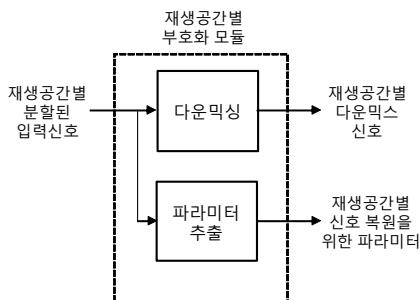 재생공간별
부호화 모듈
재생공간별
분할된
입력신호
다운믹싱
재생공간별
다운믹스
신호
파라미터
추출
재생공간별
신호 복원을
위한 파라미터